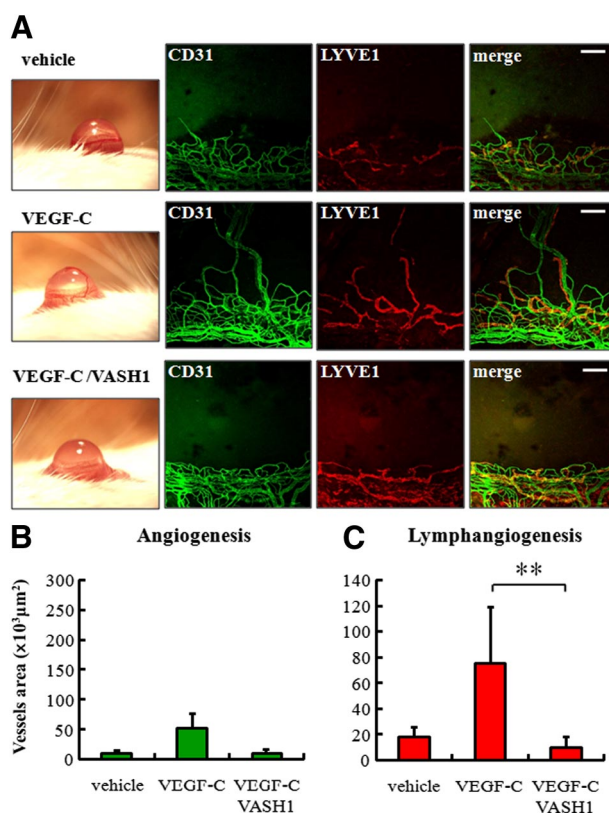 A
vehicle
CD31
LYVE1
merge
VEGF-C
CD31
LYVE1
merge
VEGF-C /VASH1
CD31
LYVE1
merge
B
Angiogenesis
Vessels area (×10³µm²)
300
250
200
150
100
50
0
vehicle
VEGF-C
VEGF-C
VASH1
C
Lymphangiogenesis
**
140
120
100
80
60
40
20
0
vehicle
VEGF-C
VEGF-C
VASH1